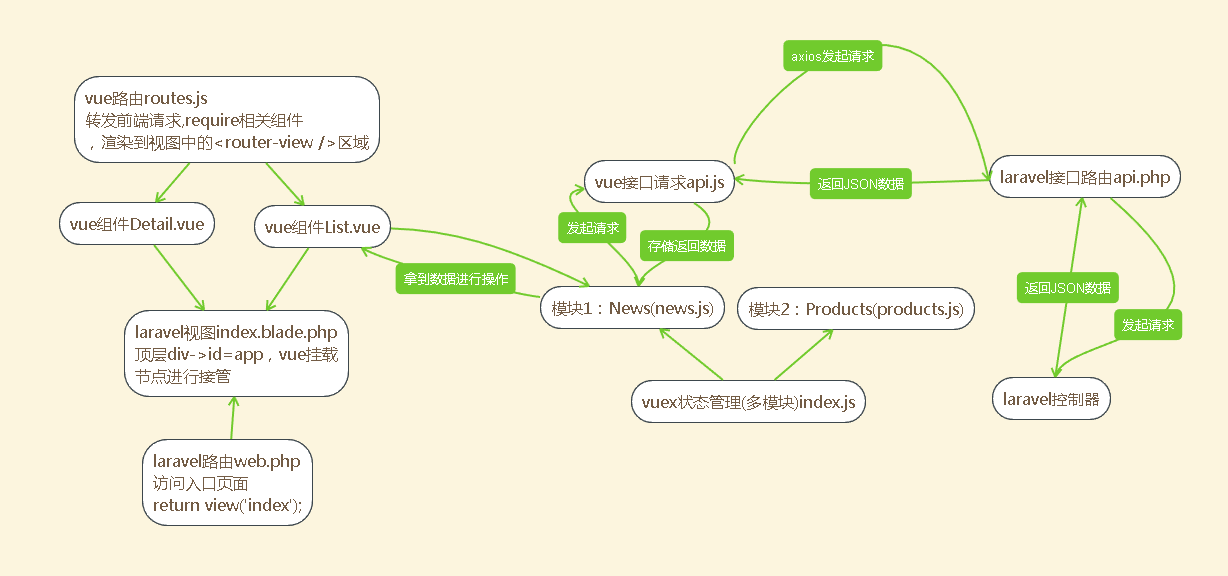 axios发起请求
vue路由routes.js
转发前端请求,require相关组件
，渲染到视图中的<router-view />区域
vue接口请求api.js
返回JSON数据
laravel接口路由api.php
vue组件Detail.vue
vue组件List.vue
发起请求
存储返回数据
拿到数据进行操作
模块1：News(news.js)
模块2：Products(products.js)
返回JSON数据
发起请求
laravel视图index.blade.php
顶层div->id=app，vue挂载
节点进行接管
vuex状态管理(多模块)index.js
laravel控制器
laravel路由web.php
访问入口页面
return view('index');